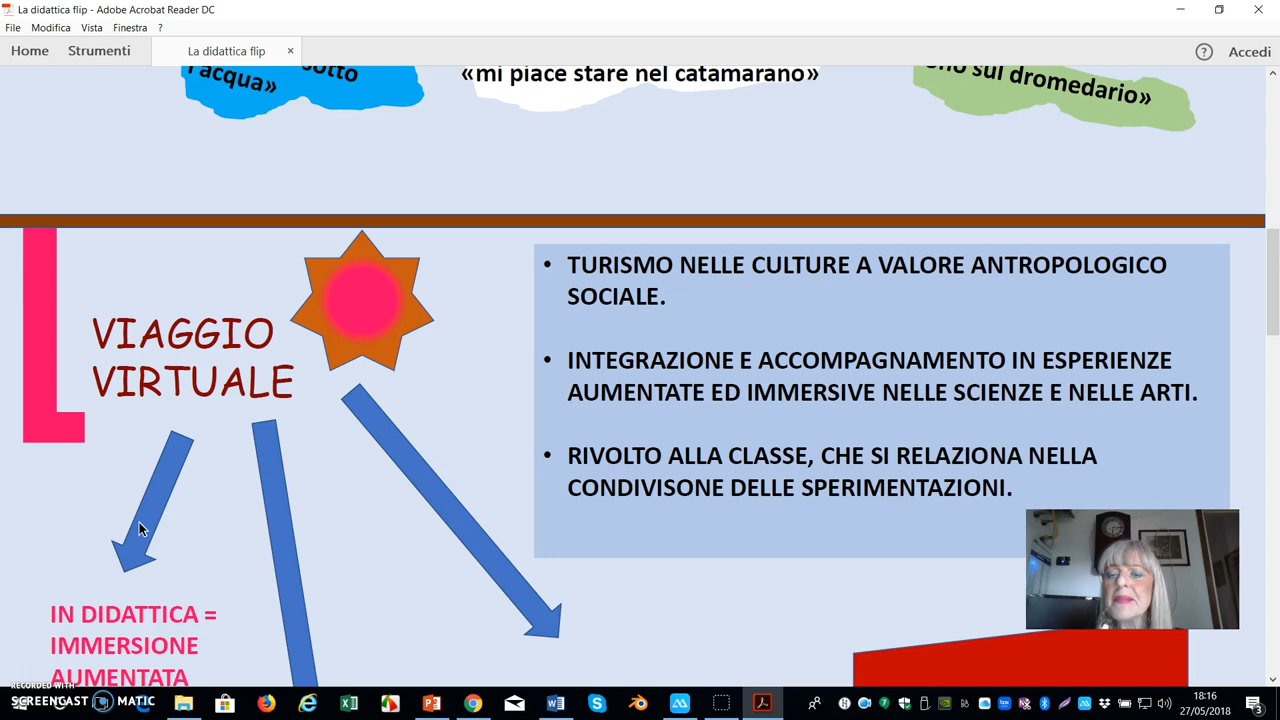 La didattica flip - Adobe Acrobat Reader DC
File Modifica Vista Finestra ?
Home Strumenti La didattica flip × ? Accedi
l'acqua»
«mi piace stare nel catamarano»
sul dromedario»
VIAGGIO
VIRTUALE
• TURISMO NELLE CULTURE A VALORE ANTROPOLOGICO
SOCIALE.
• INTEGRAZIONE E ACCOMPAGNAMENTO IN ESPERIENZE
AUMENTATE ED IMMERSIVE NELLE SCIENZE E NELLE ARTI.
• RIVOLTO ALLA CLASSE, CHE SI RELAZIONA NELLA
CONDIVISONE DELLE SPERIMENTAZIONI.
IN DIDATTICA =
IMMERSIONE
AUMENTATA
RECORDED WITH
SCREENCAST MATIC
18:16
27/05/2018
3